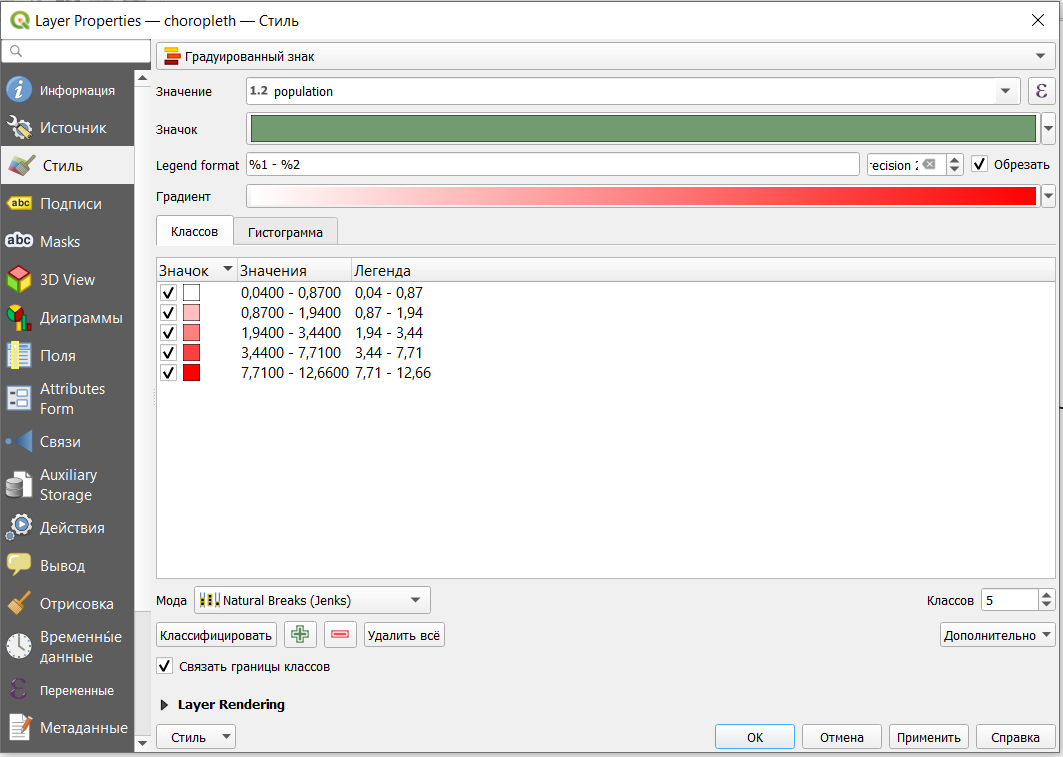 Layer Properties — choropleth — Стиль
Информация
Источник
Стиль
Подписи
Masks
3D View
Диаграммы
Поля
Attributes
Form
Связи
Auxiliary
Storage
Действия
Вывод
Отрисовка
Временны́е
данные
Переменные
Метаданные
Градуированный знак
Значение 1.2 population ε
Значок
Legend format %1 - %2 recision 2 Обрезать
Градиент
Классов Гистограмма
Значок Значения Легенда
0,0400 - 0,8700 0,04 - 0,87
0,8700 - 1,9400 0,87 - 1,94
1,9400 - 3,4400 1,94 - 3,44
3,4400 - 7,7100 3,44 - 7,71
7,7100 - 12,6600 7,71 - 12,66
Мода Natural Breaks (Jenks) Классов 5
Классифицировать Удалить всё Дополнительно
Связать границы классов
Layer Rendering
Стиль OK Отмена Применить Справка